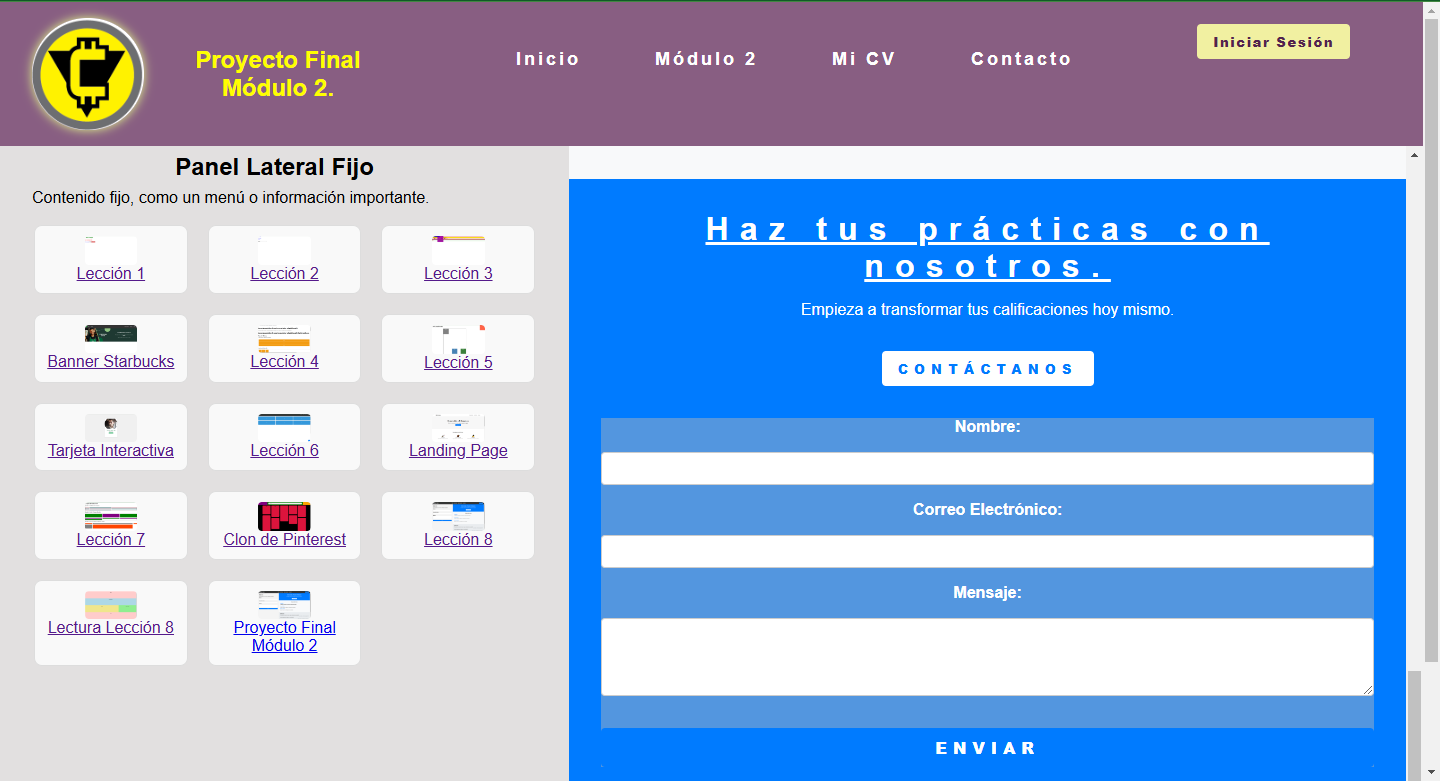 Proyecto Final
Módulo 2.
Inicio
Módulo 2
Mi CV
Contacto
Iniciar Sesión
Panel Lateral Fijo
Contenido fijo, como un menú o información importante.
Lección 1
Lección 2
Lección 3
Banner Starbucks
Lección 4
Lección 5
Tarjeta Interactiva
Lección 6
Landing Page
Lección 7
Clon de Pinterest
Lección 8
Lectura Lección 8
Proyecto Final
Módulo 2
Haz tus prácticas con
nosotros.
Empieza a transformar tus calificaciones hoy mismo.
CONTÁCTANOS
Nombre:
Correo Electrónico:
Mensaje:
ENVIAR